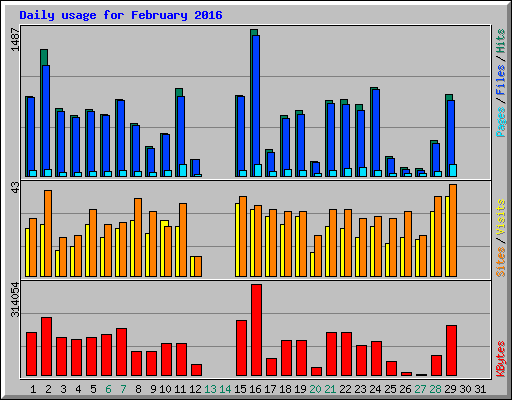 Daily usage for February 2016
1487
Pages / Files / Hits
43
Sites / Visits
314054
KBytes
1 2 3 4 5 6 7 8 9 10 11 12 13 14 15 16 17 18 19 20 21 22 23 24 25 26 27 28 29 30 31